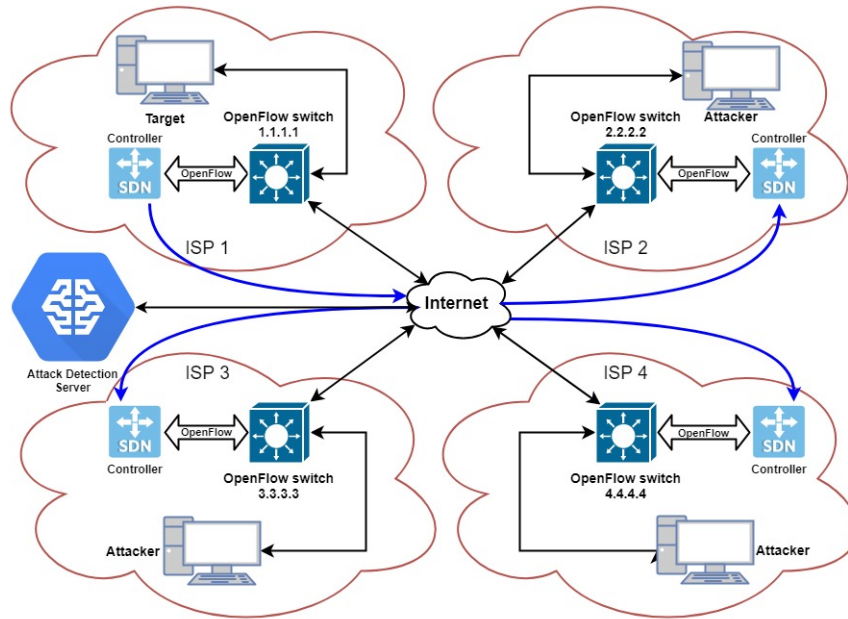 Target
OpenFlow switch
1.1.1.1
Controller
SDN
OpenFlow
ISP 1
Attacker
OpenFlow switch
2.2.2.2
Controller
OpenFlow
SDN
ISP 2
Internet
Attack Detection
Server
ISP 3
SDN
OpenFlow
Controller
OpenFlow switch
3.3.3.3
Attacker
ISP 4
OpenFlow
SDN
OpenFlow switch
4.4.4.4
Controller
Attacker